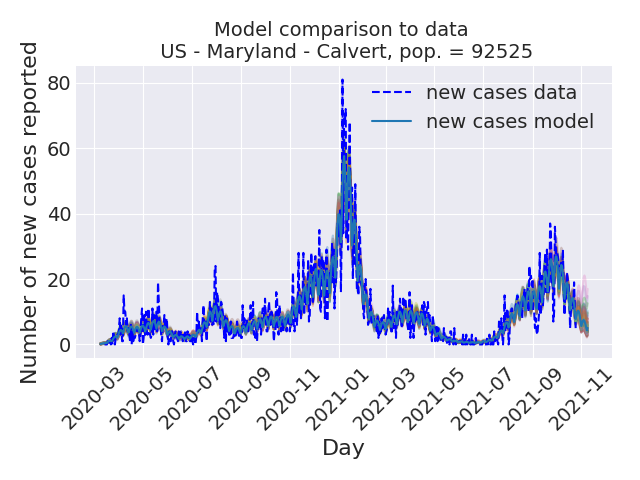 Model comparison to data
US - Maryland - Calvert, pop. = 92525
new cases data
new cases model
Number of new cases reported
80
60
40
20
0
2020-03
2020-05
2020-07
2020-09
2020-11
2021-01
2021-03
2021-05
2021-07
2021-09
2021-11
Day